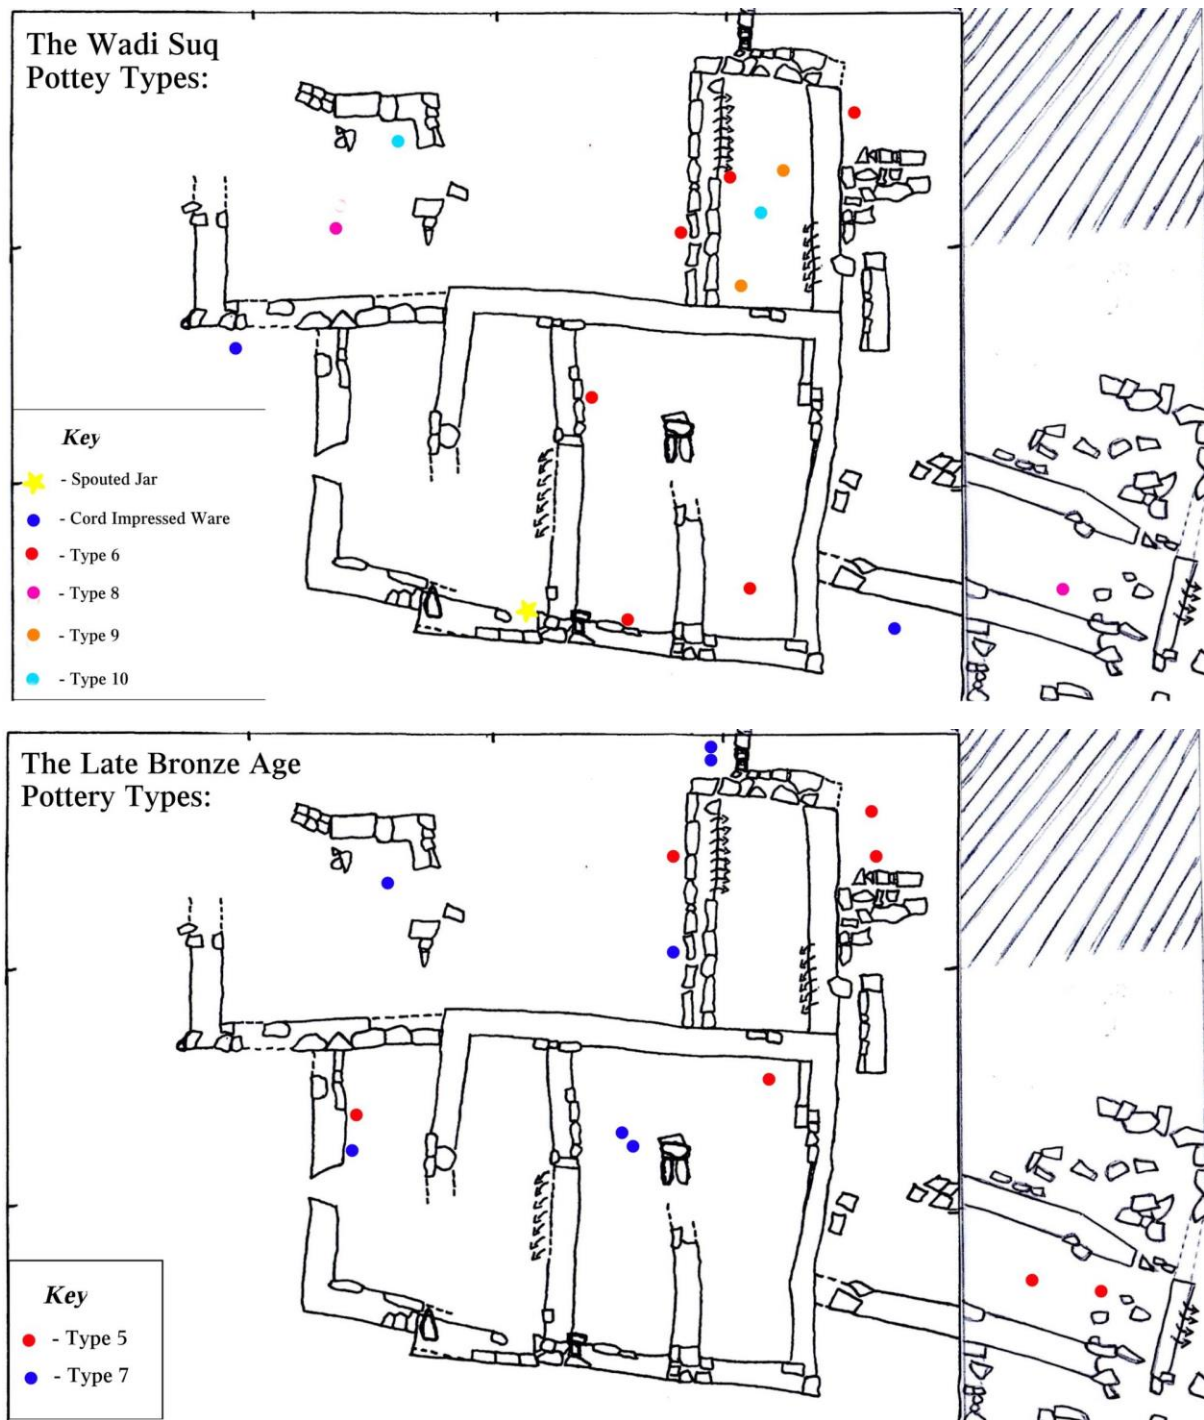 The Wadi Suq
Pottey Types:
Key
- Spouted Jar
- Cord Impressed Ware
- Type 6
- Type 8
- Type 9
- Type 10
The Late Bronze Age
Pottery Types:
Key
- Type 5
- Type 7